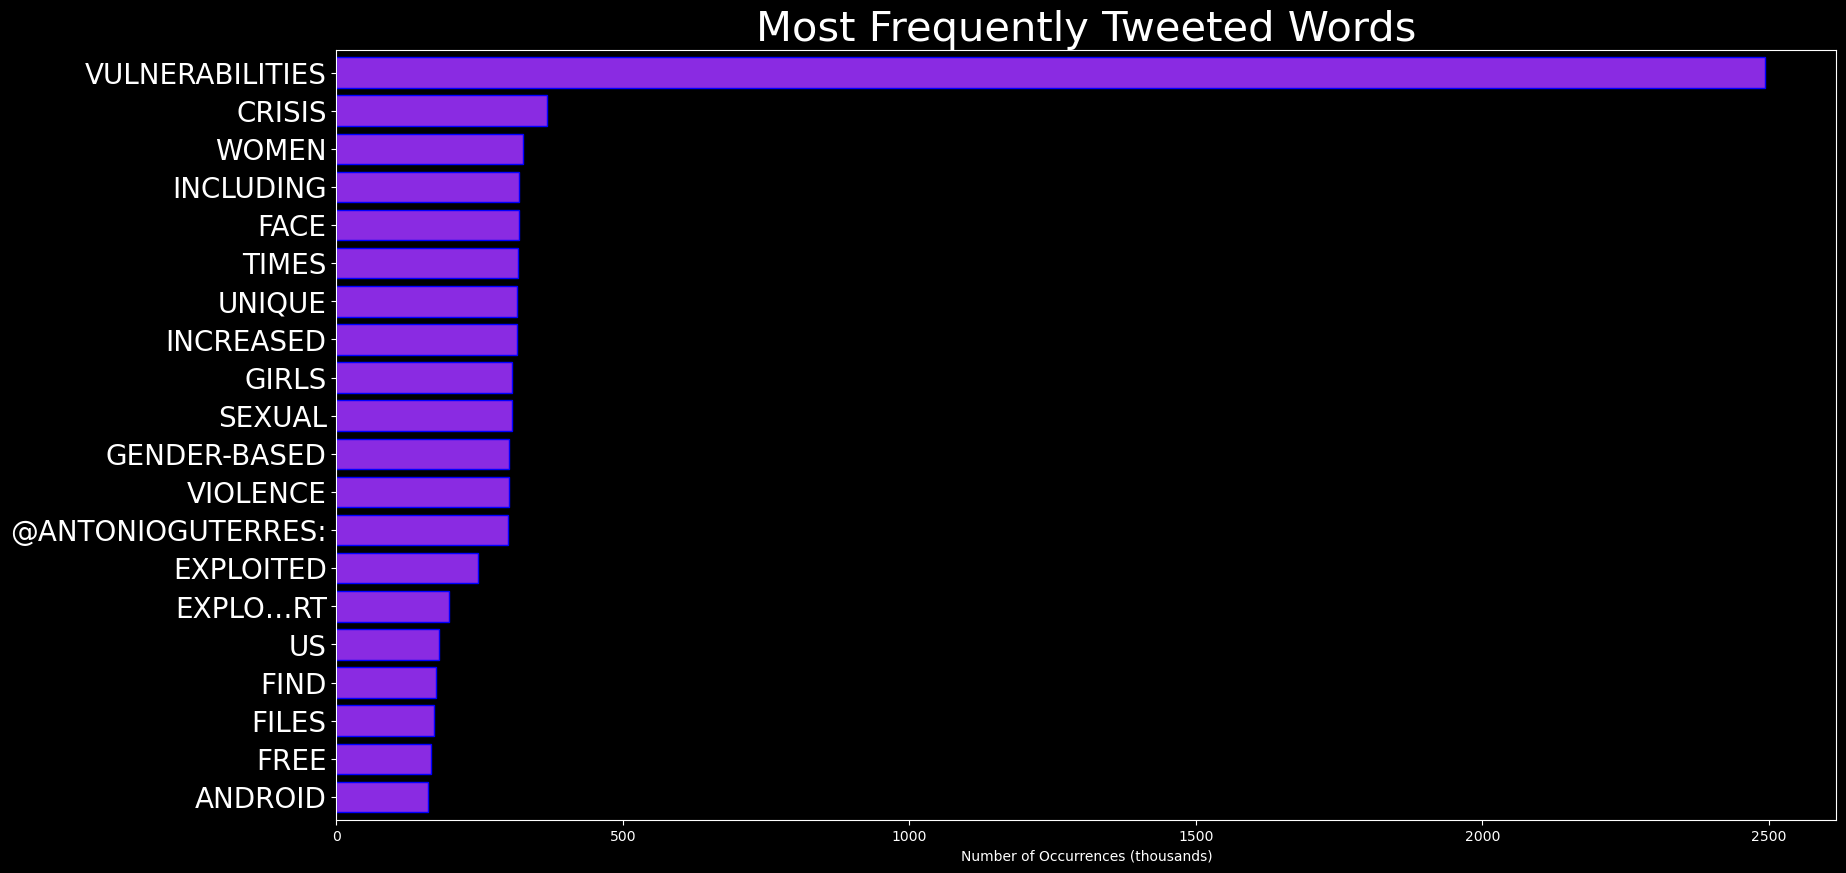 Most Frequently Tweeted Words
VULNERABILITIES
CRISIS
WOMEN
INCLUDING
FACE
TIMES
UNIQUE
INCREASED
GIRLS
SEXUAL
GENDER-BASED
VIOLENCE
@ANTONIOGUTERRES:
EXPLOITED
EXPLO…RT
US
FIND
FILES
FREE
ANDROID
0 500 1000 1500 2000 2500
Number of Occurrences (thousands)